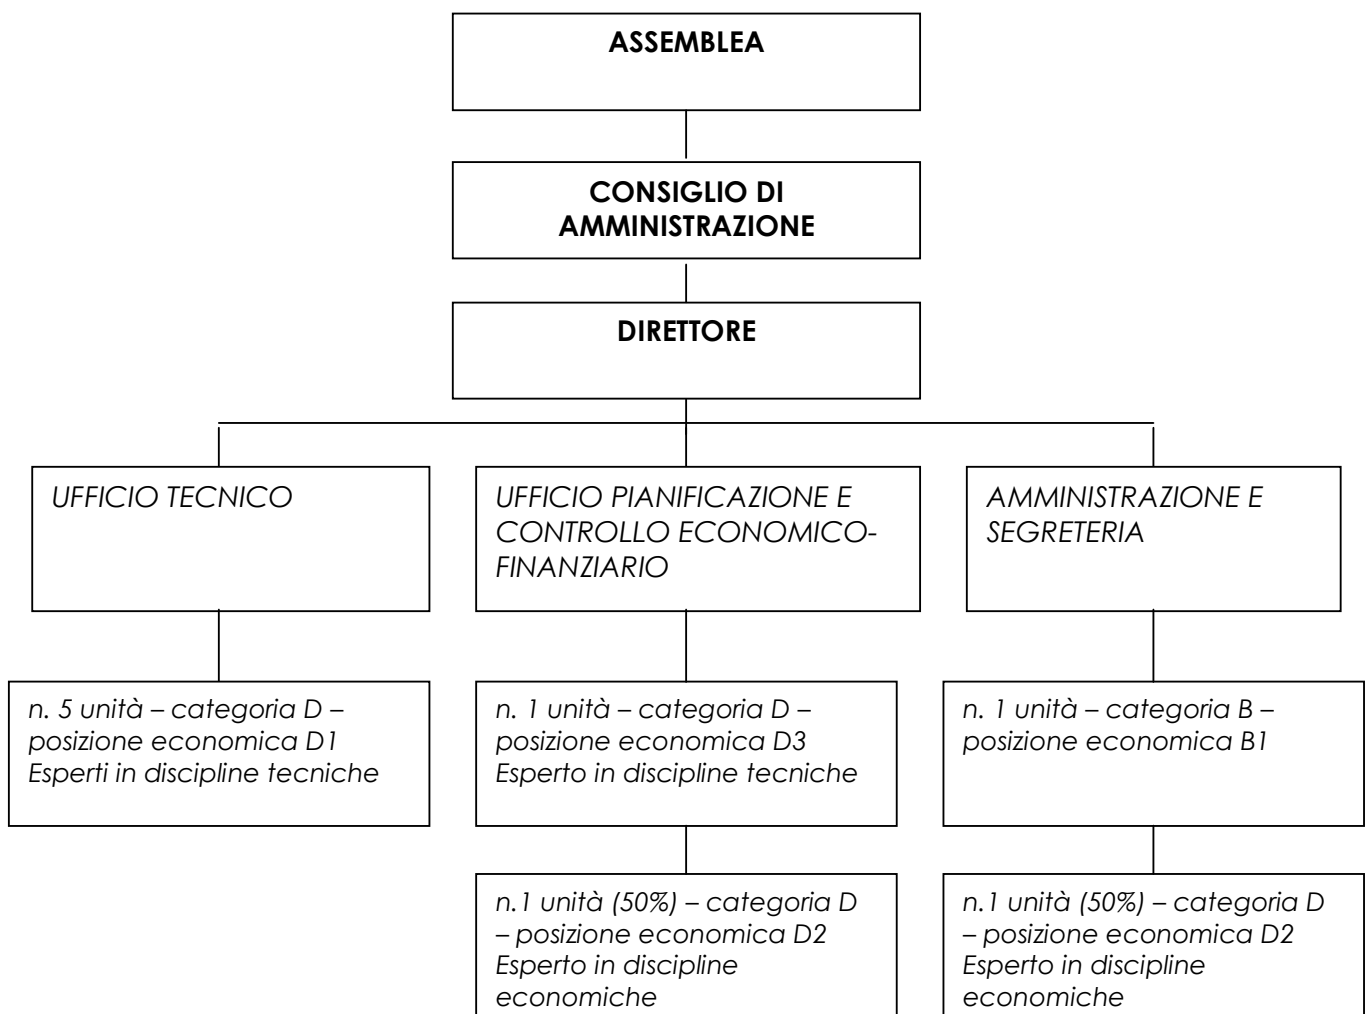 ASSEMBLEA
CONSIGLIO DI
AMMINISTRAZIONE
DIRETTORE
UFFICIO TECNICO
UFFICIO PIANIFICAZIONE E
CONTROLLO ECONOMICO-
FINANZIARIO
AMMINISTRAZIONE E
SEGRETERIA
n. 5 unità – categoria D –
posizione economica D1
Esperti in discipline tecniche
n. 1 unità – categoria D –
posizione economica D3
Esperto in discipline tecniche
n. 1 unità – categoria B –
posizione economica B1
n.1 unità (50%) – categoria D
– posizione economica D2
Esperto in discipline
economiche
n.1 unità (50%) – categoria D
– posizione economica D2
Esperto in discipline
economiche